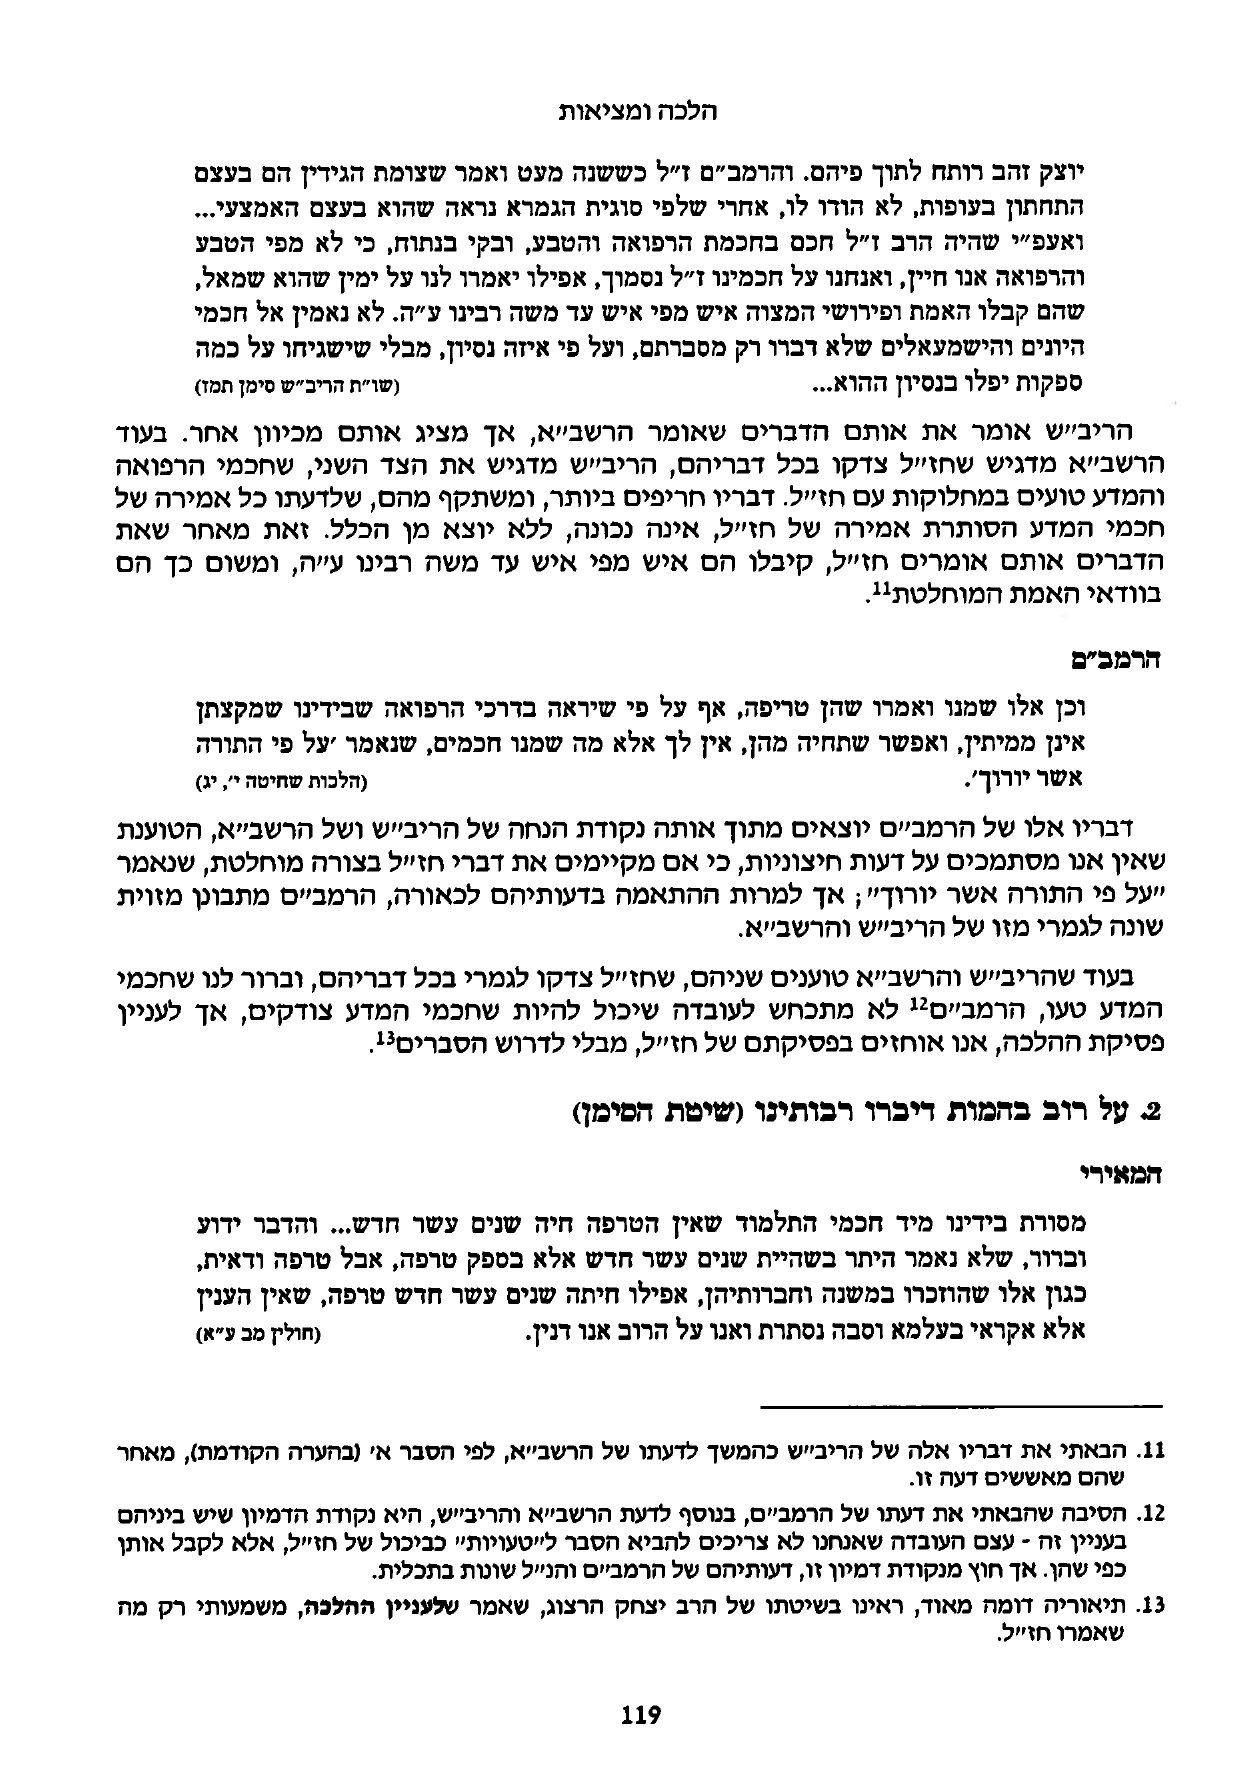 הלכה ומציאות
יוצק זהב רותח לתוך פיהם. והרמב״ם ז״ל כששנה מעט ואמר שצומת הגידין הם בעצם
התחתון בעופות, לא הודו לו, אחרי שלפי סוגית הגמרא נראה שהוא בעצם האמצעי...
ואעפ״י שהיה הרב ז״ל חכם בחכמת הרפואה והטבע, ובקי בנתוח, כי לא מפי הטבע
והרפואה אנו חיין, ואנחנו על חכמינו ז״ל נסמוך, אפילו יאמרו לנו על ימין שהוא שמאל,
שהם קבלו האמת ופירושי המצוה איש מפי איש עד משה רבינו ע״ה. לא נאמין אל חכמי
היונים והישמעאלים שלא דברו רק מסברתם, ועל פי איזה נסיון, מבלי שישגיחו על כמה
ספקות יפלו בנסיון ההוא... (שו״ת הריב״ש סימן תמז)
הריב״ש אומר את אותם הדברים שאומר הרשב״א, אך מציג אותם מכיוון אחר. בעוד
הרשב״א מדגיש שחז״ל צדקו בכל דבריהם, הריב״ש מדגיש את הצד השני, שחכמי הרפואה
והמדע טועים במחלוקות עם חז״ל. דבריו חריפים ביותר, ומשתקף מהם, שלדעתו כל אמירה של
חכמי המדע הסותרת אמירה של חז״ל, אינה נכונה, ללא יוצא מן הכלל. זאת מאחר שאת
הדברים אותם אומרים חז״ל, קיבלו הם איש מפי איש עד משה רבינו ע״ה, ומשום כך הם
בוודאי האמת המוחלטת11.
הרמב״ם
וכן אלו שמנו ואמרו שהן טריפה, אף על פי שיראה בדרכי הרפואה שבידינו שמקצתן
אינן ממיתין, ואפשר שתחיה מהן, אין לך אלא מה שמנו חכמים, שנאמר ׳על פי התורה
אשר יורוך׳. (הלכות שחיטה י׳, יג)
דבריו אלו של הרמב״ם יוצאים מתוך אותה נקודת הנחה של הריב״ש ושל הרשב״א, הטוענת
שאין אנו מסתמכים על דעות חיצוניות, כי אם מקיימים את דברי חז״ל בצורה מוחלטת, שנאמר
״על פי התורה אשר יורוך״; אך למרות ההתאמה בדעותיהם לכאורה, הרמב״ם מתבונן מזוית
שונה לגמרי מזו של הריב״ש והרשב״א.
בעוד שהריב״ש והרשב״א טוענים שניהם, שחז״ל צדקו לגמרי בכל דבריהם, וברור לנו שחכמי
המדע טעו, הרמב״ם12 לא מתכחש לעובדה שיכול להיות שחכמי המדע צודקים, אך לעניין
פסיקת ההלכה, אנו אוחזים בפסיקתם של חז״ל, מבלי לדרוש הסברים13.
2. על רוב בהמות דיברו רבותינו (שיטת הסימן)
המאירי
מסורת בידינו מיד חכמי התלמוד שאין הטרפה חיה שנים עשר חדש... והדבר ידוע
וברור, שלא נאמר היתר בשהיית שנים עשר חדש אלא בספק טרפה, אבל טרפה ודאית,
כגון אלו שהוזכרו במשנה וחברותיהן, אפילו חיתה שנים עשר חדש טרפה, שאין הענין
אלא אקראי בעלמא וסבה נסתרת ואנו על הרוב אנו דנין. (חולין מב ע״א)
11. הבאתי את דבריו אלה של הריב״ש כהמשך לדעתו של הרשב״א, לפי הסבר א׳ (בהערה הקודמת), מאחר
שהם מאששים דעה זו.
12. הסיבה שהבאתי את דעתו של הרמב״ם, בנוסף לדעת הרשב״א והריב״ש, היא נקודת הדמיון שיש ביניהם
בעניין זה - עצם העובדה שאנחנו לא צריכים להביא הסבר ל״טעויות״ כביכול של חז״ל, אלא לקבל אותן
כפי שהן. אך חוץ מנקודת דמיון זו, דעותיהם של הרמב״ם והנ״ל שונות בתכלית.
13. תיאוריה דומה מאוד, ראינו בשיטתו של הרב יצחק הרצוג, שאמר שלעניין ההלכה, משמעותי רק מה
שאמרו חז״ל.
119